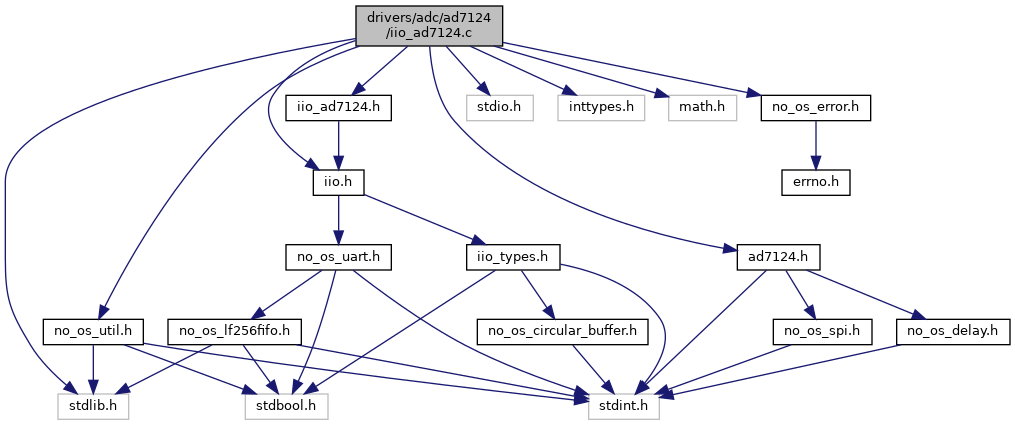 drivers/adc/ad7124
/iio_ad7124.c
iio_ad7124.h
stdio.h
inttypes.h
math.h
no_os_error.h
iio.h
errno.h
no_os_uart.h
iio_types.h
ad7124.h
no_os_util.h
no_os_lf256fifo.h
no_os_circular_buffer.h
no_os_spi.h
no_os_delay.h
stdlib.h
stdbool.h
stdint.h